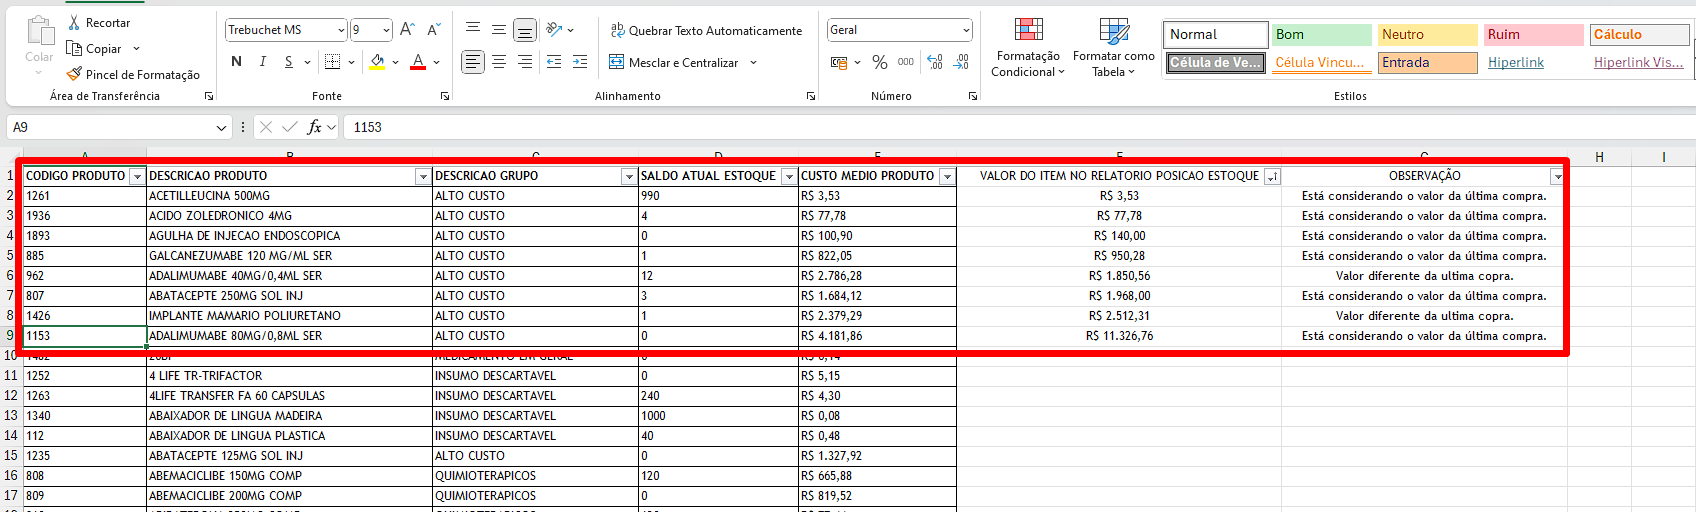 Recortar
Copiar
Pincel de Formatação
Colar
Área de Transferência
Trebuchet MS 9 A A
N I S A
Fonte
ab Quebrar Texto Automaticamente
Mesclar e Centralizar
Alinhamento
Geral
% 000
Número
Formatação Condicional
Formatar como Tabela
Normal Bom Neutro Ruim Cálculo
Célula de Ve... Célula Vincu... Entrada Hiperlink Hiperlink Vis...
Estilos
A9 fx 1153
H I
1 CODIGO PRODUTO DESCRICAO PRODUTO DESCRICAO GRUPO SALDO ATUAL ESTOQUE CUSTO MEDIO PRODUTO VALOR DO ITEM NO RELATORIO POSICAO ESTOQUE OBSERVAÇÃO
2 1261 ACETILLEUCINA 500MG ALTO CUSTO 990 R$ 3,53 R$ 3,53 Está considerando o valor da última compra.
3 1936 ACIDO ZOLEDRONICO 4MG ALTO CUSTO 4 R$ 77,78 R$ 77,78 Está considerando o valor da última compra.
4 1893 AGULHA DE INJECAO ENDOSCOPICA ALTO CUSTO 0 R$ 100,90 R$ 140,00 Está considerando o valor da última compra.
5 885 GALCANEZUMABE 120 MG/ML SER ALTO CUSTO 1 R$ 822,05 R$ 950,28 Está considerando o valor da última compra.
6 962 ADALIMUMABE 40MG/0,4ML SER ALTO CUSTO 12 R$ 2.786,28 R$ 1.850,56 Valor diferente da ultima copra.
7 807 ABATACEPTE 250MG SOL INJ ALTO CUSTO 3 R$ 1.684,12 R$ 1.968,00 Está considerando o valor da última compra.
8 1426 IMPLANTE MAMARIO POLIURETANO ALTO CUSTO 1 R$ 2.379,29 R$ 2.512,31 Valor diferente da ultima copra.
9 1153 ADALIMUMABE 80MG/0,8ML SER ALTO CUSTO 0 R$ 4.181,86 R$ 11.326,76 Está considerando o valor da última compra.
10 MEDICAMENTO EM GERAL
11 1252 4 LIFE TR-TRIFACTOR INSUMO DESCARTAVEL 0 R$ 5,15
12 1263 4LIFE TRANSFER FA 60 CAPSULAS INSUMO DESCARTAVEL 240 R$ 4,30
13 1340 ABAIXADOR DE LINGUA MADEIRA INSUMO DESCARTAVEL 1000 R$ 0,08
14 112 ABAIXADOR DE LINGUA PLASTICA INSUMO DESCARTAVEL 40 R$ 0,48
15 1235 ABATACEPTE 125MG SOL INJ ALTO CUSTO 0 R$ 1.327,92
16 808 ABEMACICLIBE 150MG COMP QUIMIOTERAPICOS 120 R$ 665,88
17 809 ABEMACICLIBE 200MG COMP QUIMIOTERAPICOS 0 R$ 819,52